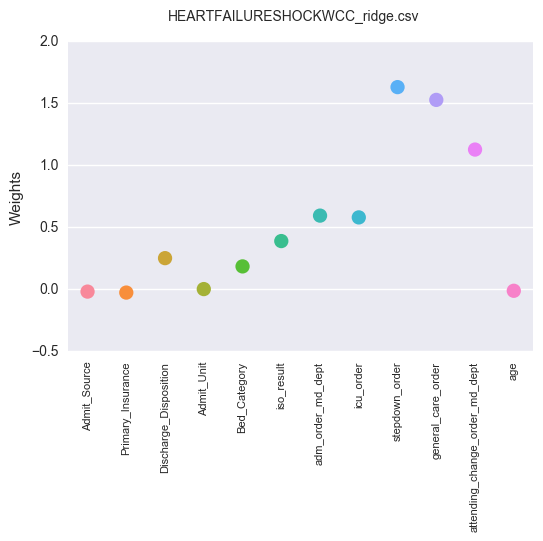 HEARTFAILURESHOCKWCC_ridge.csv
2.0
1.5
1.0
0.5
0.0
−0.5
Weights
Admit_Source
Primary_Insurance
Discharge_Disposition
Admit_Unit
Bed_Category
iso_result
adm_order_md_dept
icu_order
stepdown_order
general_care_order
attending_change_order_md_dept
age